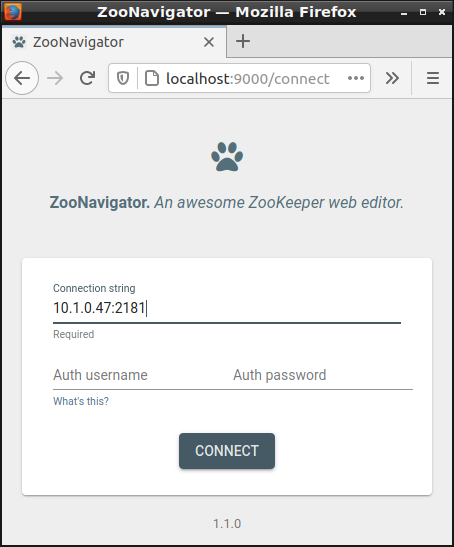 ZooNavigator — Mozilla Firefox
ZooNavigator
localhost:9000/connect
ZooNavigator. An awesome ZooKeeper web editor.
Connection string
10.1.0.47:2181
Required
Auth username Auth password
What's this?
CONNECT
1.1.0